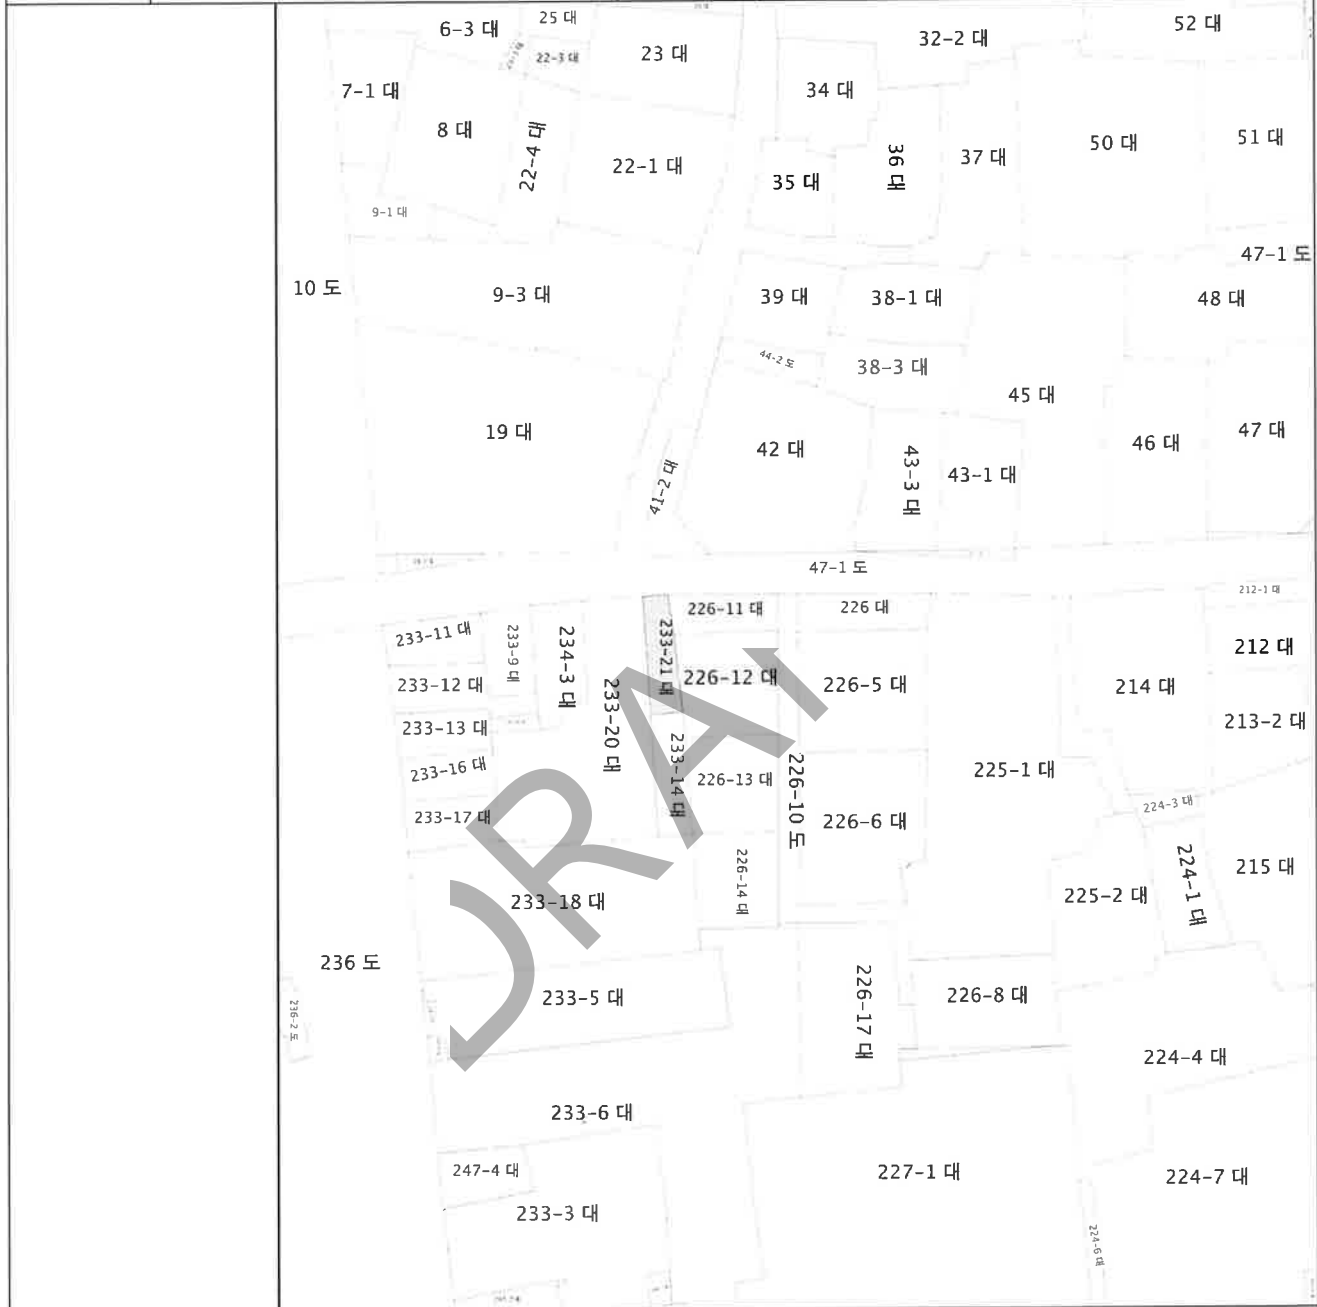 6-3 대
25 대
22-3 대
23 대
32-2 대
52 대
7-1 대
8 대
22-4 대
22-1 대
34 대
35 대
36 대
37 대
50 대
51 대
9-1 대
47-1 도
10 도
9-3 대
39 대
38-1 대
48 대
44-2 도
38-3 대
45 대
19 대
42 대
46 대
47 대
41-2 대
43-3 대
43-1 대
47-1 도
212-1 대
226-11 대
226 대
233-11 대
233-9 대
234-3 대
233-21 대
212 대
233-12 대
226-12 대
226-5 대
214 대
233-13 대
233-20 대
213-2 대
233-16 대
233-14 대
226-13 대
226-10 도
225-1 대
224-3 대
233-17 대
226-6 대
226-14 대
224-1 대
215 대
233-18 대
225-2 대
236 도
233-5 대
226-17 대
226-8 대
236-2 도
224-4 대
233-6 대
247-4 대
227-1 대
224-7 대
233-3 대
224-6 대